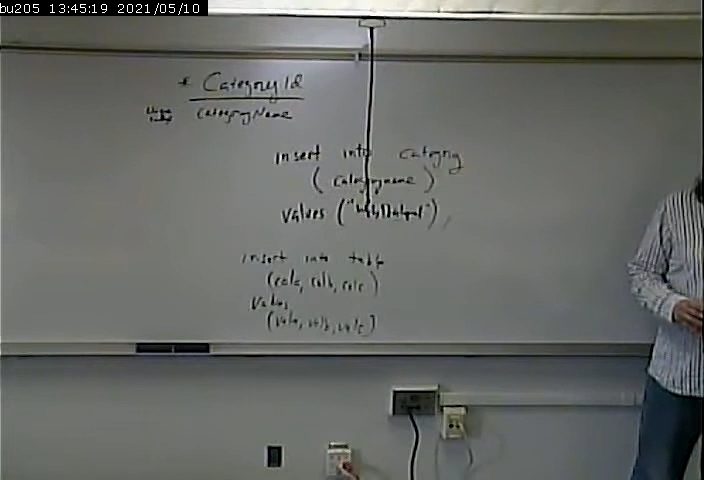 bu205 13:45:19 2021/05/10
* CategoryId
CategoryName
insert into Category
(categoryname)
values ("
insert into table
(cola, colb, colc)
values
(vala, valb, valc)